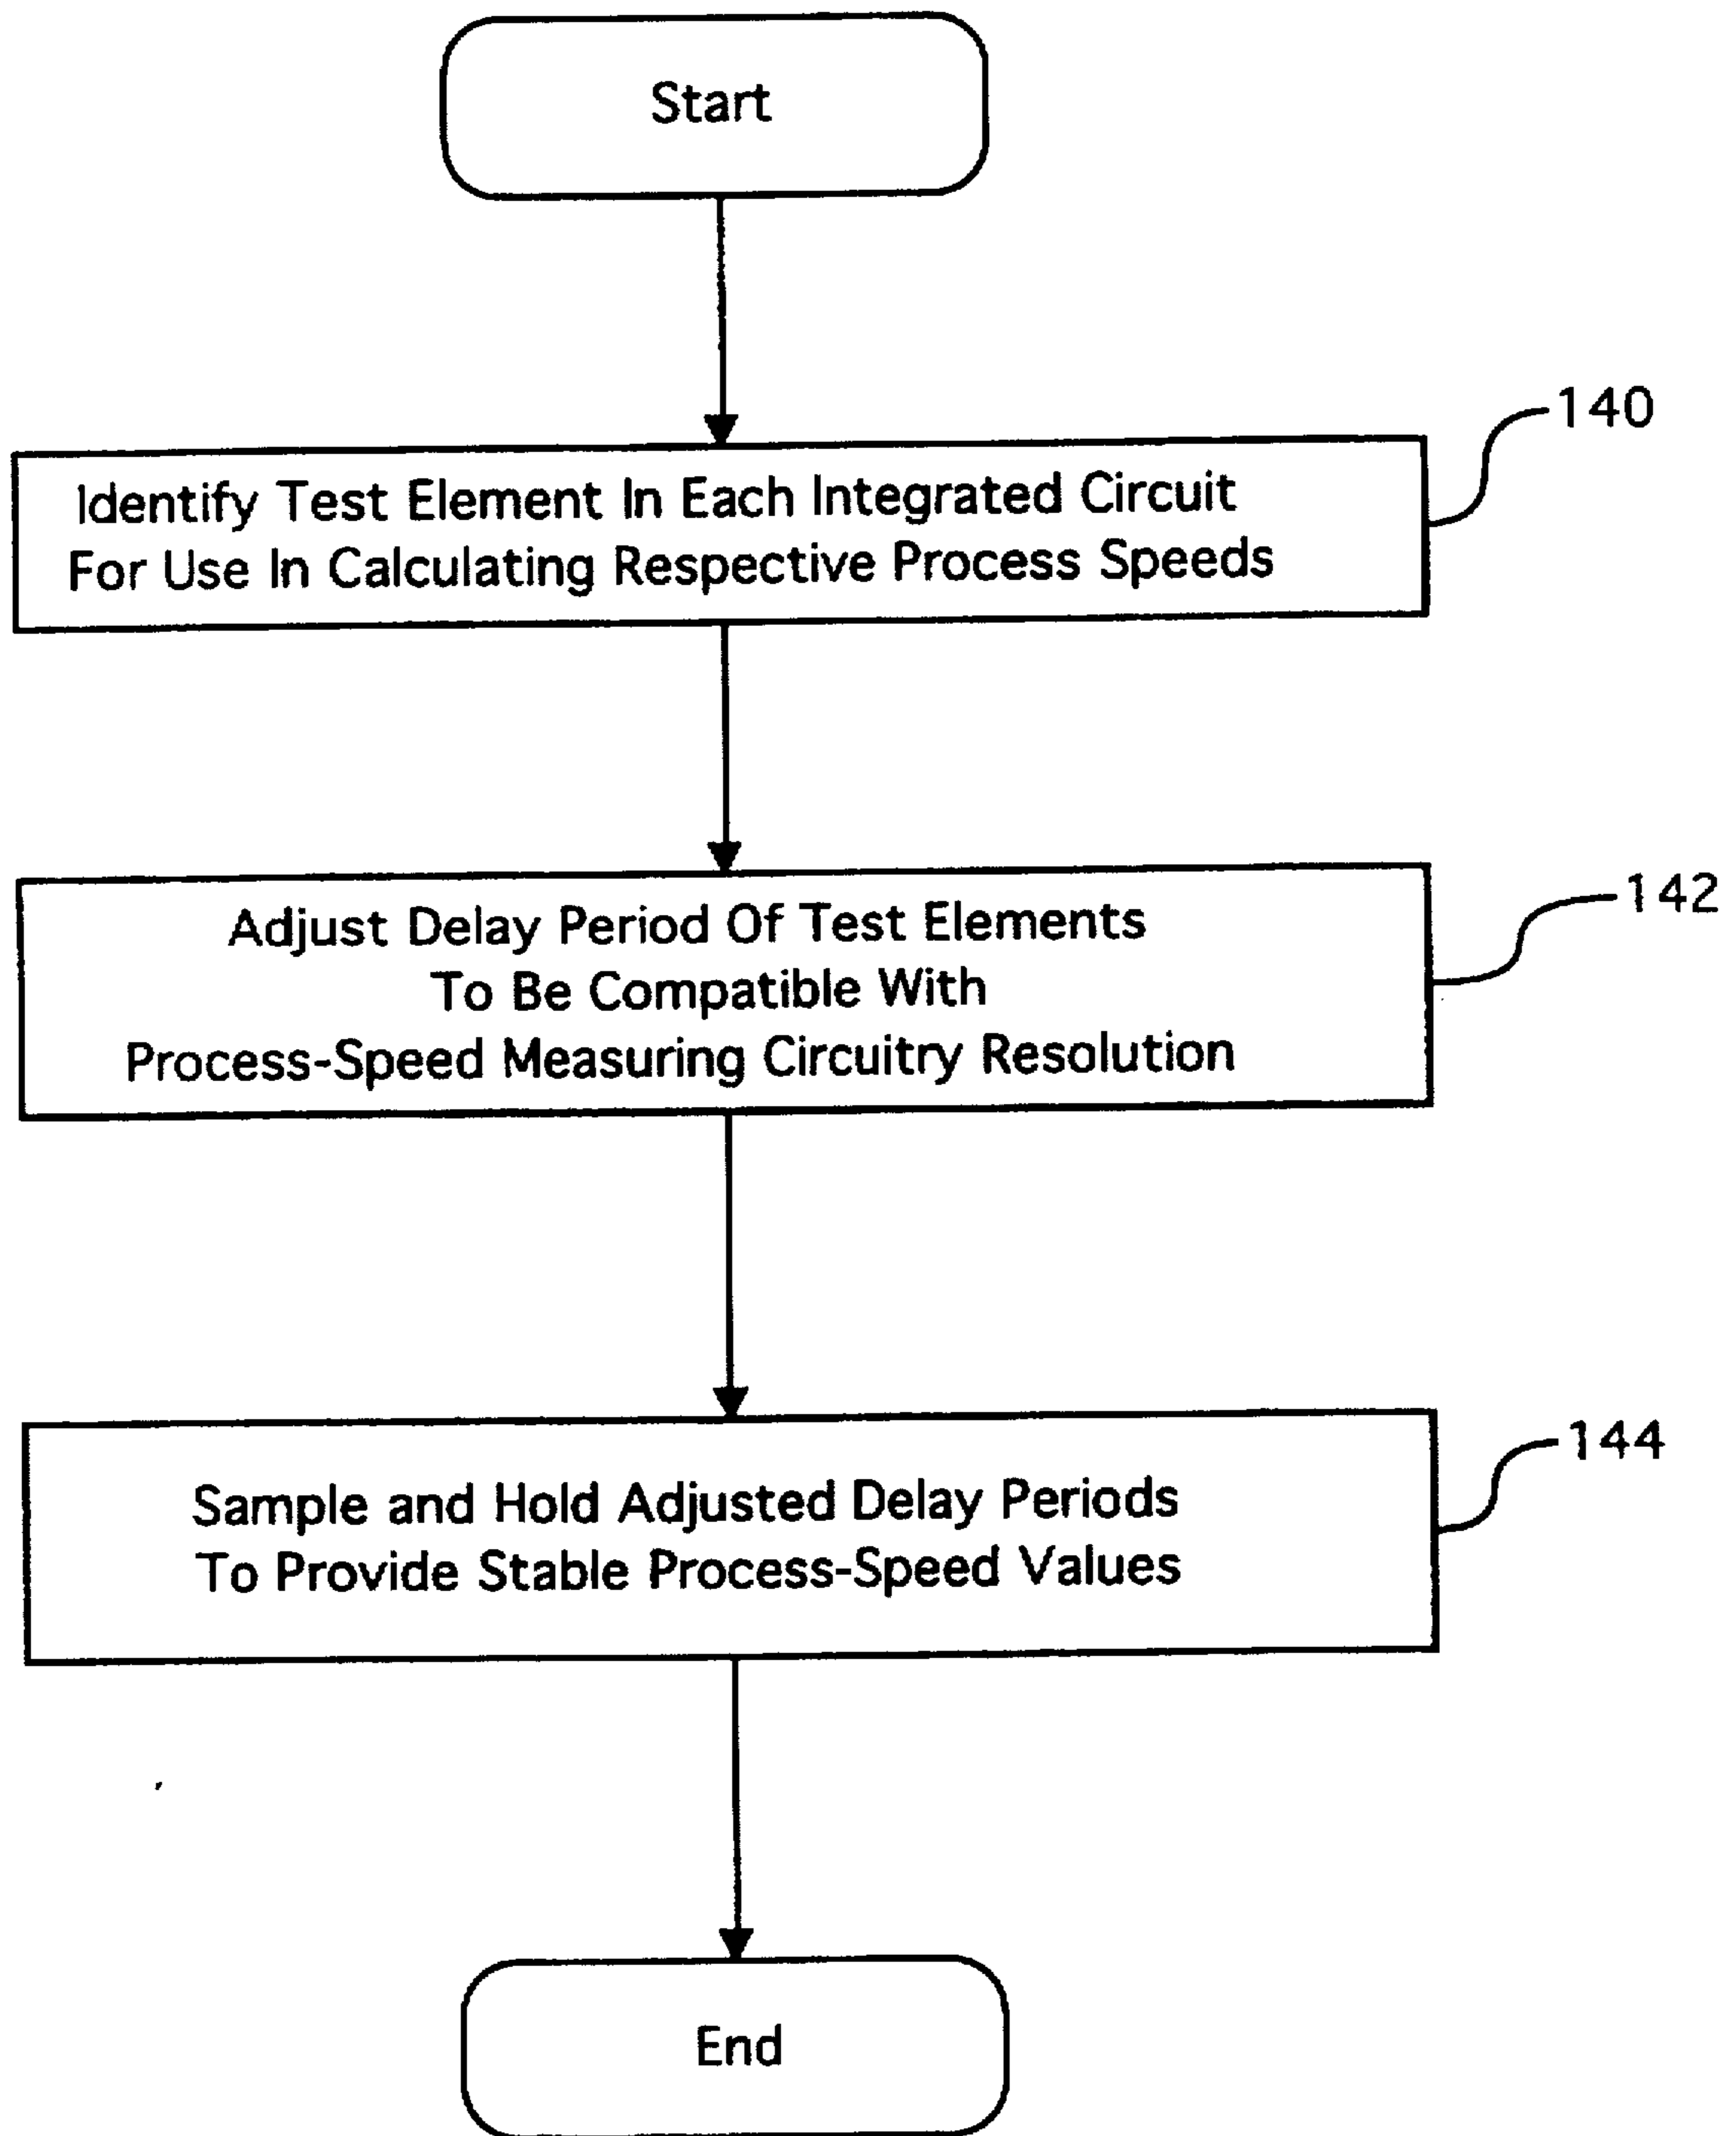 Start
140
Identify Test Element In Each Integrated Circuit
For Use In Calculating Respective Process Speeds
142
Adjust Delay Period Of Test Elements
To Be Compatible With
Process-Speed Measuring Circuitry Resolution
144
Sample and Hold Adjusted Delay Periods
To Provide Stable Process-Speed Values
End